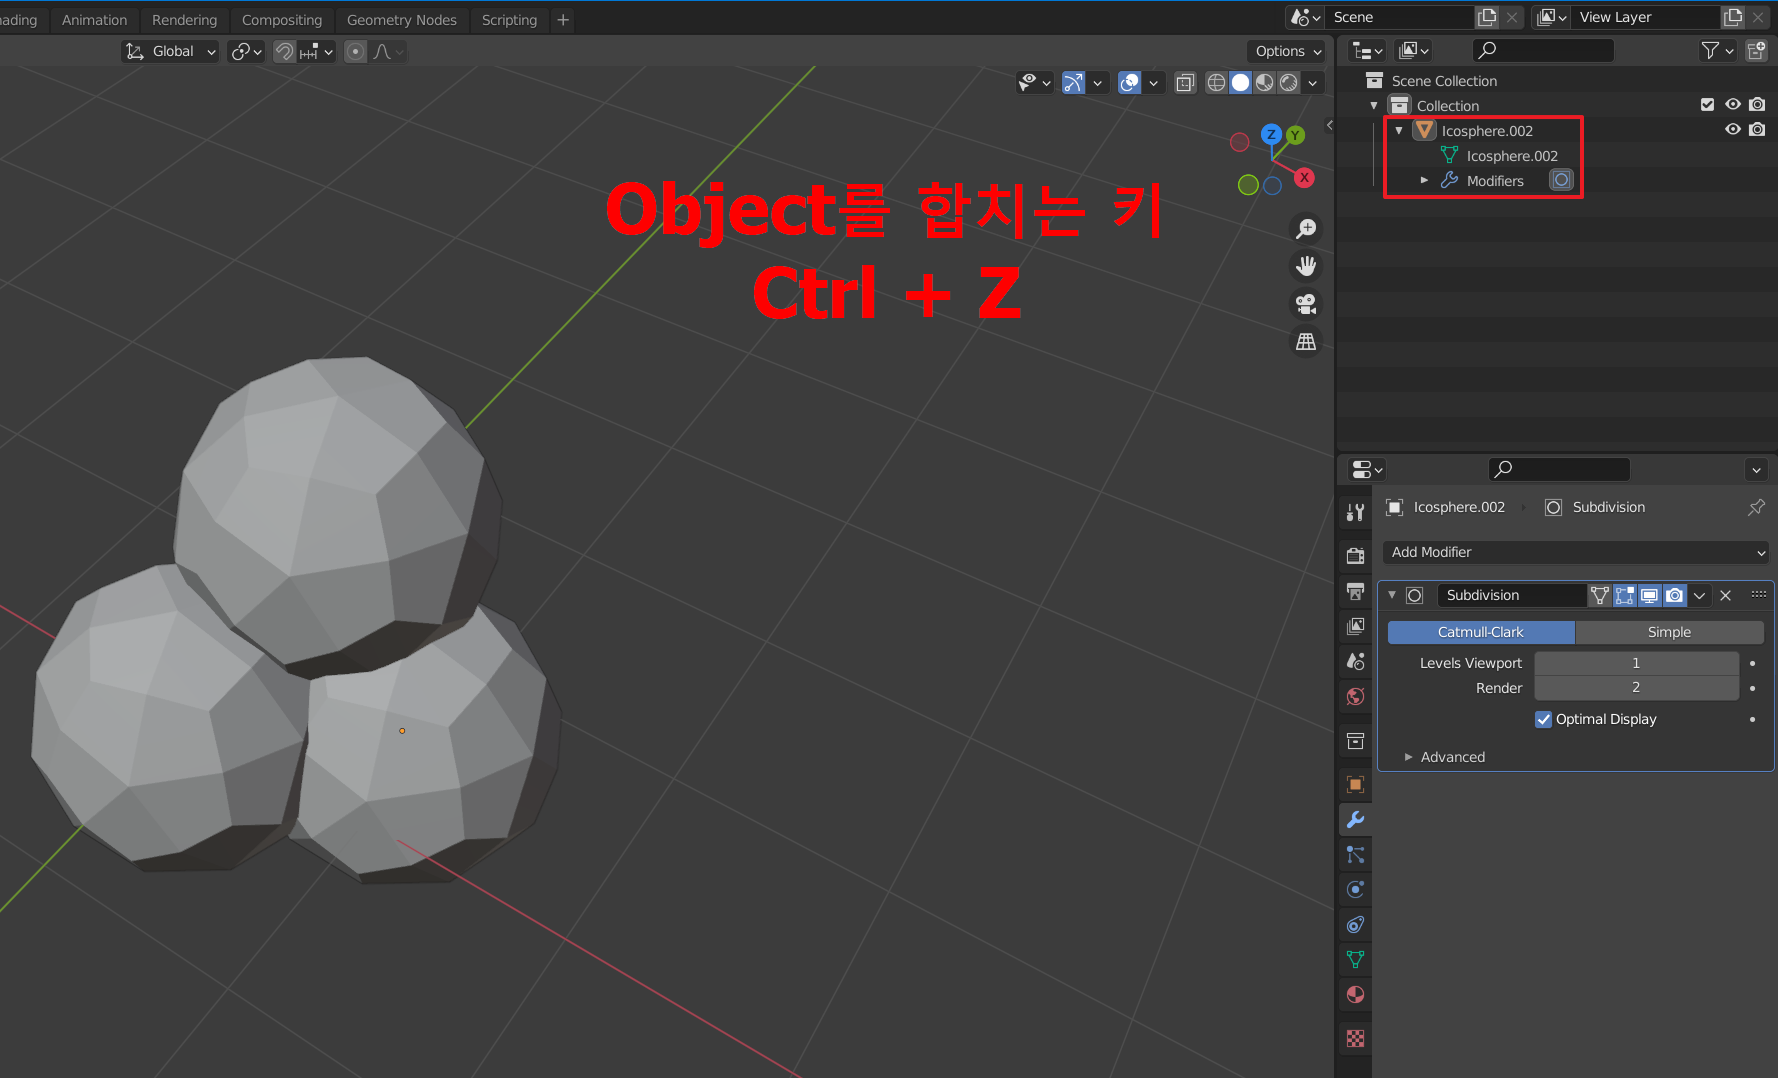 ading Animation Rendering Compositing Geometry Nodes Scripting + Scene View Layer
Global Options
Scene Collection
Collection
Icosphere.002
Icosphere.002
Modifiers
Z Y X
Object를 합치는 키
Ctrl + Z
Icosphere.002 Subdivision
Add Modifier
Subdivision
Catmull-Clark Simple
Levels Viewport 1
Render 2
Optimal Display
Advanced